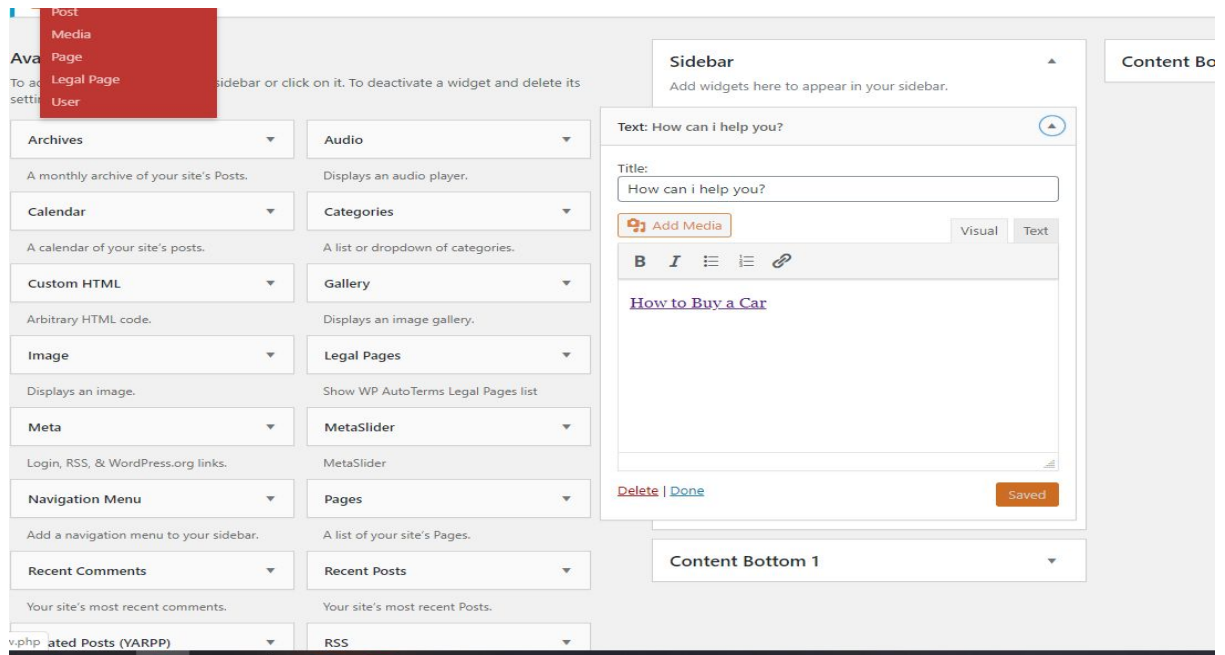 Post
Media
Page
Legal Page
User
Ava
To ac sidebar or click on it. To deactivate a widget and delete its
settin
Archives
A monthly archive of your site's Posts.
Audio
Displays an audio player.
Calendar
A calendar of your site's posts.
Categories
A list or dropdown of categories.
Custom HTML
Arbitrary HTML code.
Gallery
Displays an image gallery.
Image
Displays an image.
Legal Pages
Show WP AutoTerms Legal Pages list
Meta
Login, RSS, & WordPress.org links.
MetaSlider
MetaSlider
Navigation Menu
Add a navigation menu to your sidebar.
Pages
A list of your site's Pages.
Recent Comments
Your site's most recent comments.
Recent Posts
Your site's most recent Posts.
v.php ated Posts (YARPP)
RSS
Sidebar
Add widgets here to appear in your sidebar.
Text: How can i help you?
Title:
How can i help you?
Add Media
Visual Text
B I
How to Buy a Car
Delete | Done
Saved
Content Bottom 1
Content Bo